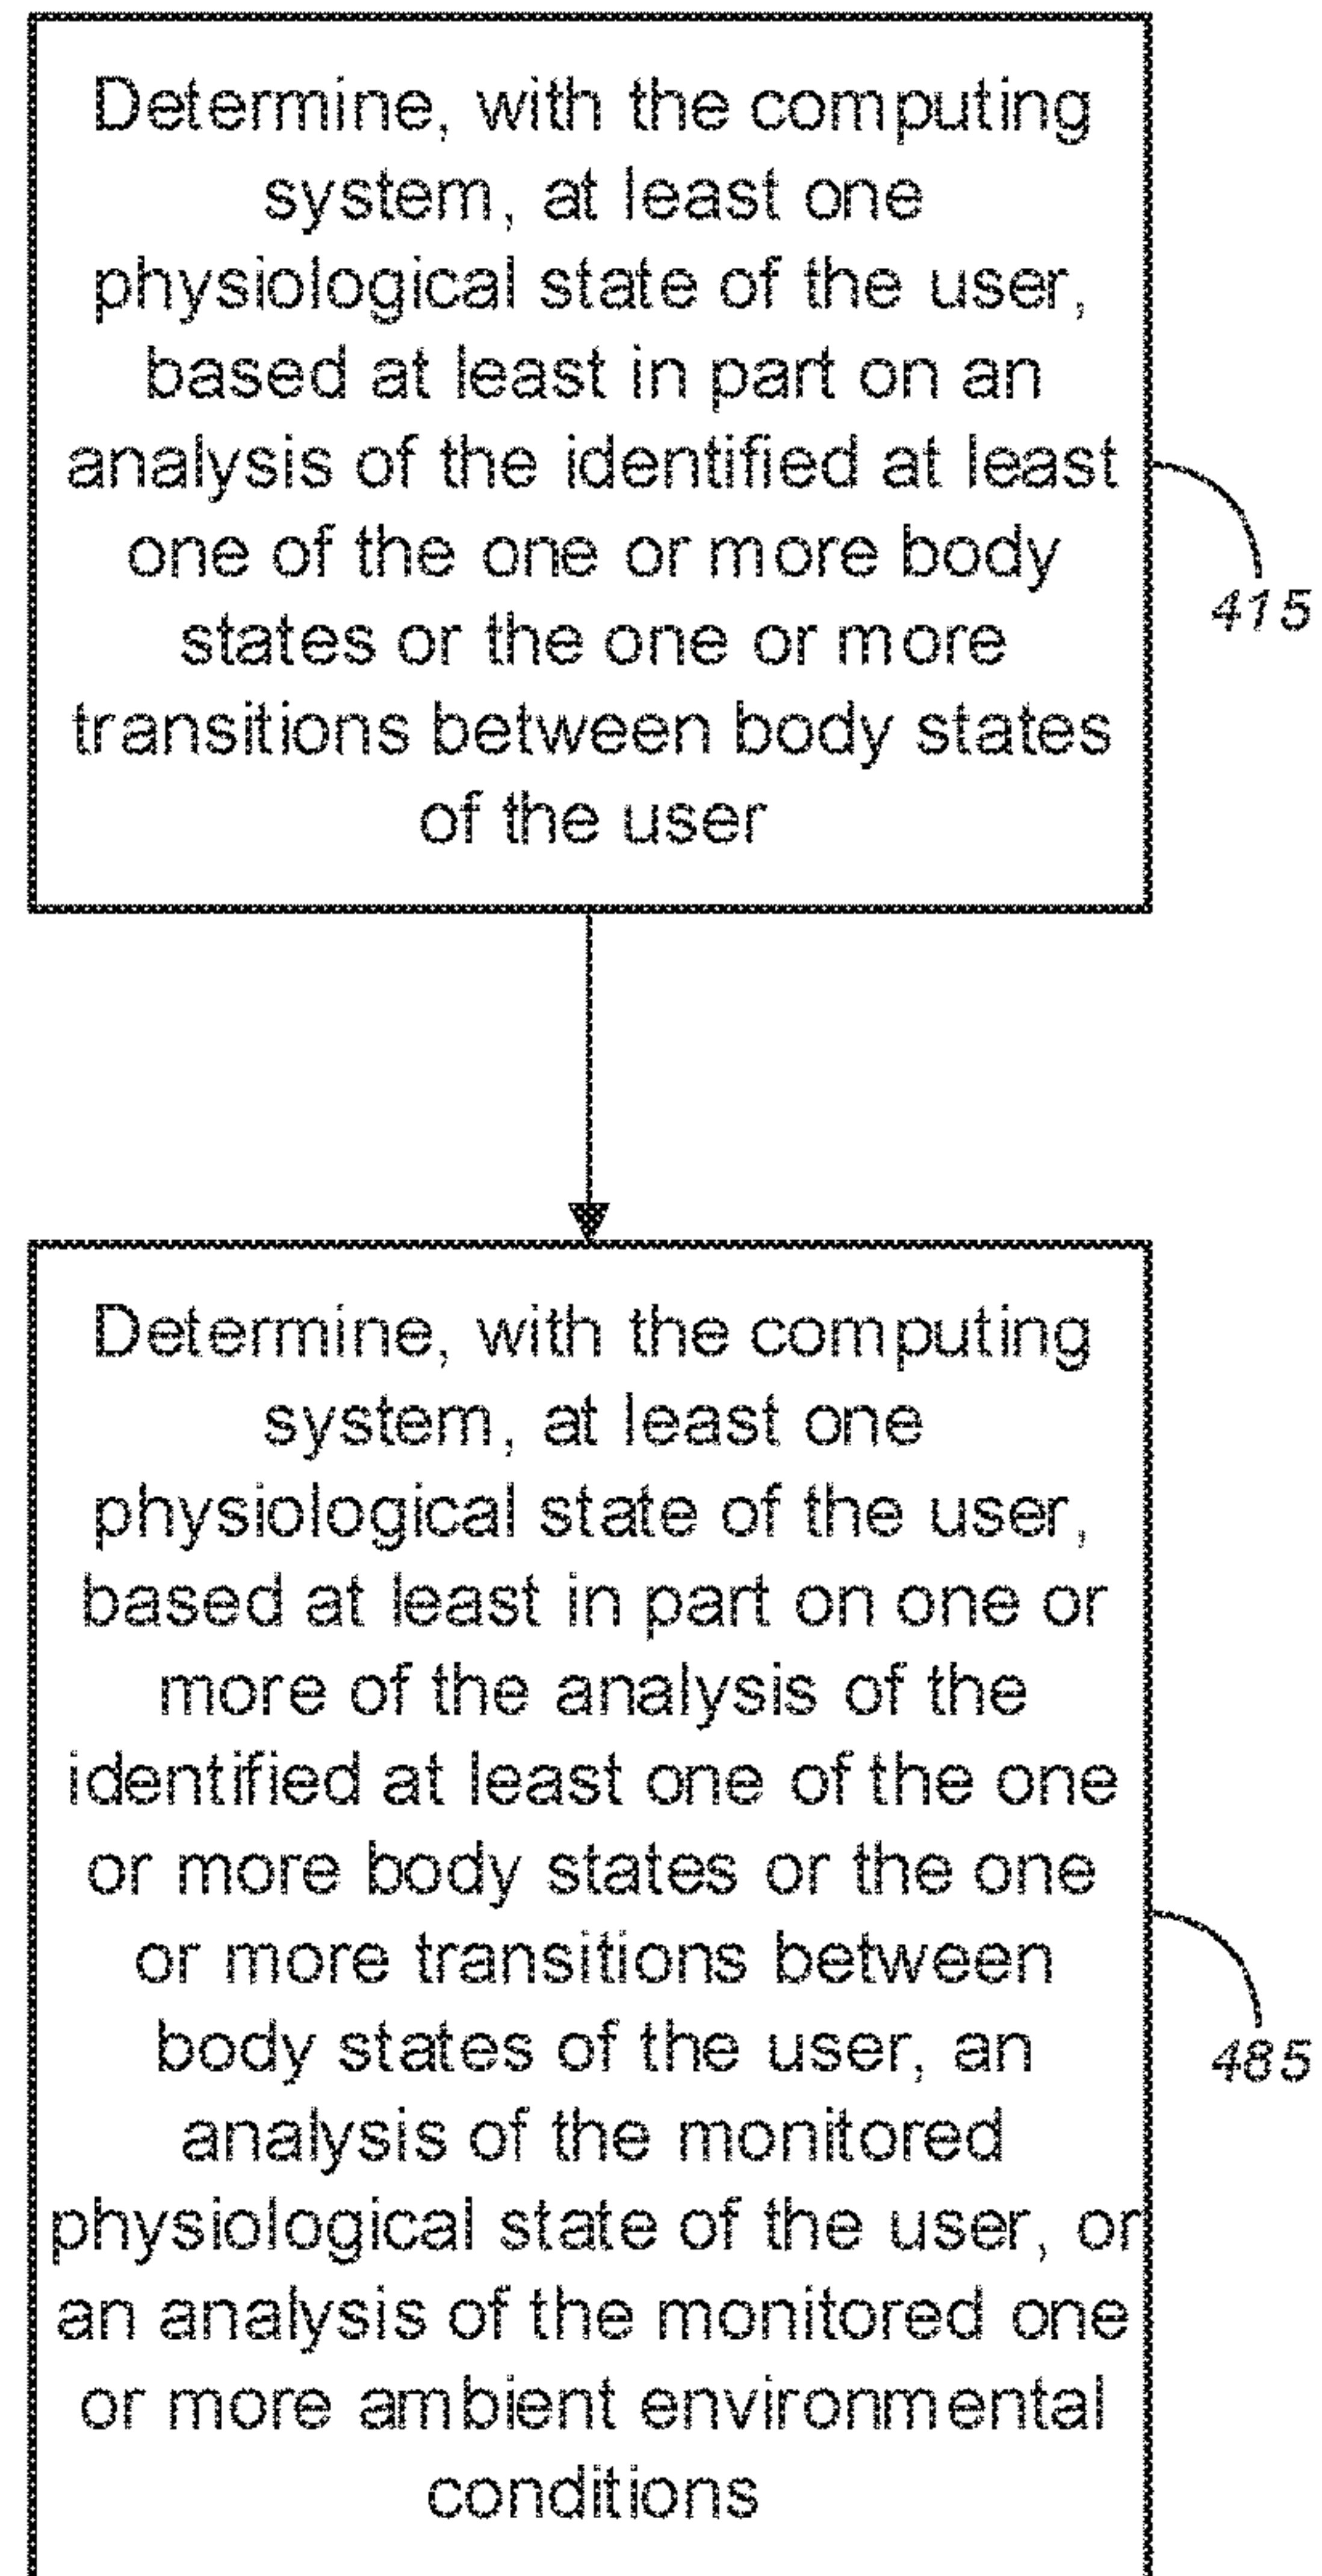 Determine, with the computing
system, at least one
physiological state of the user,
based at least in part on an
analysis of the identified at least
one of the one or more body
states or the one or more
transitions between body states
of the user
415
Determine, with the computing
system, at least one
physiological state of the user,
based at least in part on one or
more of the analysis of the
identified at least one of the one
or more body states or the one
or more transitions between
body states of the user, an
analysis of the monitored
physiological state of the user, or
an analysis of the monitored one
or more ambient environmental
conditions
485